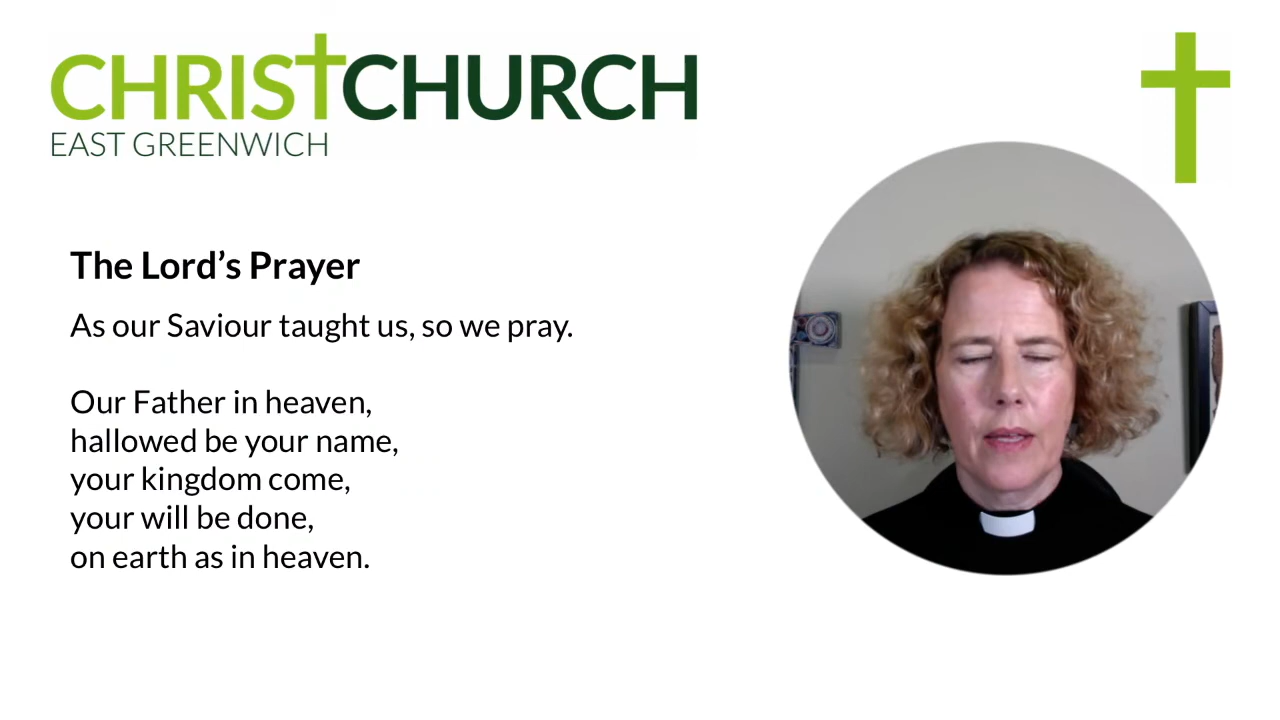 CHRISTCHURCH
EAST GREENWICH
The Lord’s Prayer
As our Saviour taught us, so we pray.
Our Father in heaven,
hallowed be your name,
your kingdom come,
your will be done,
on earth as in heaven.